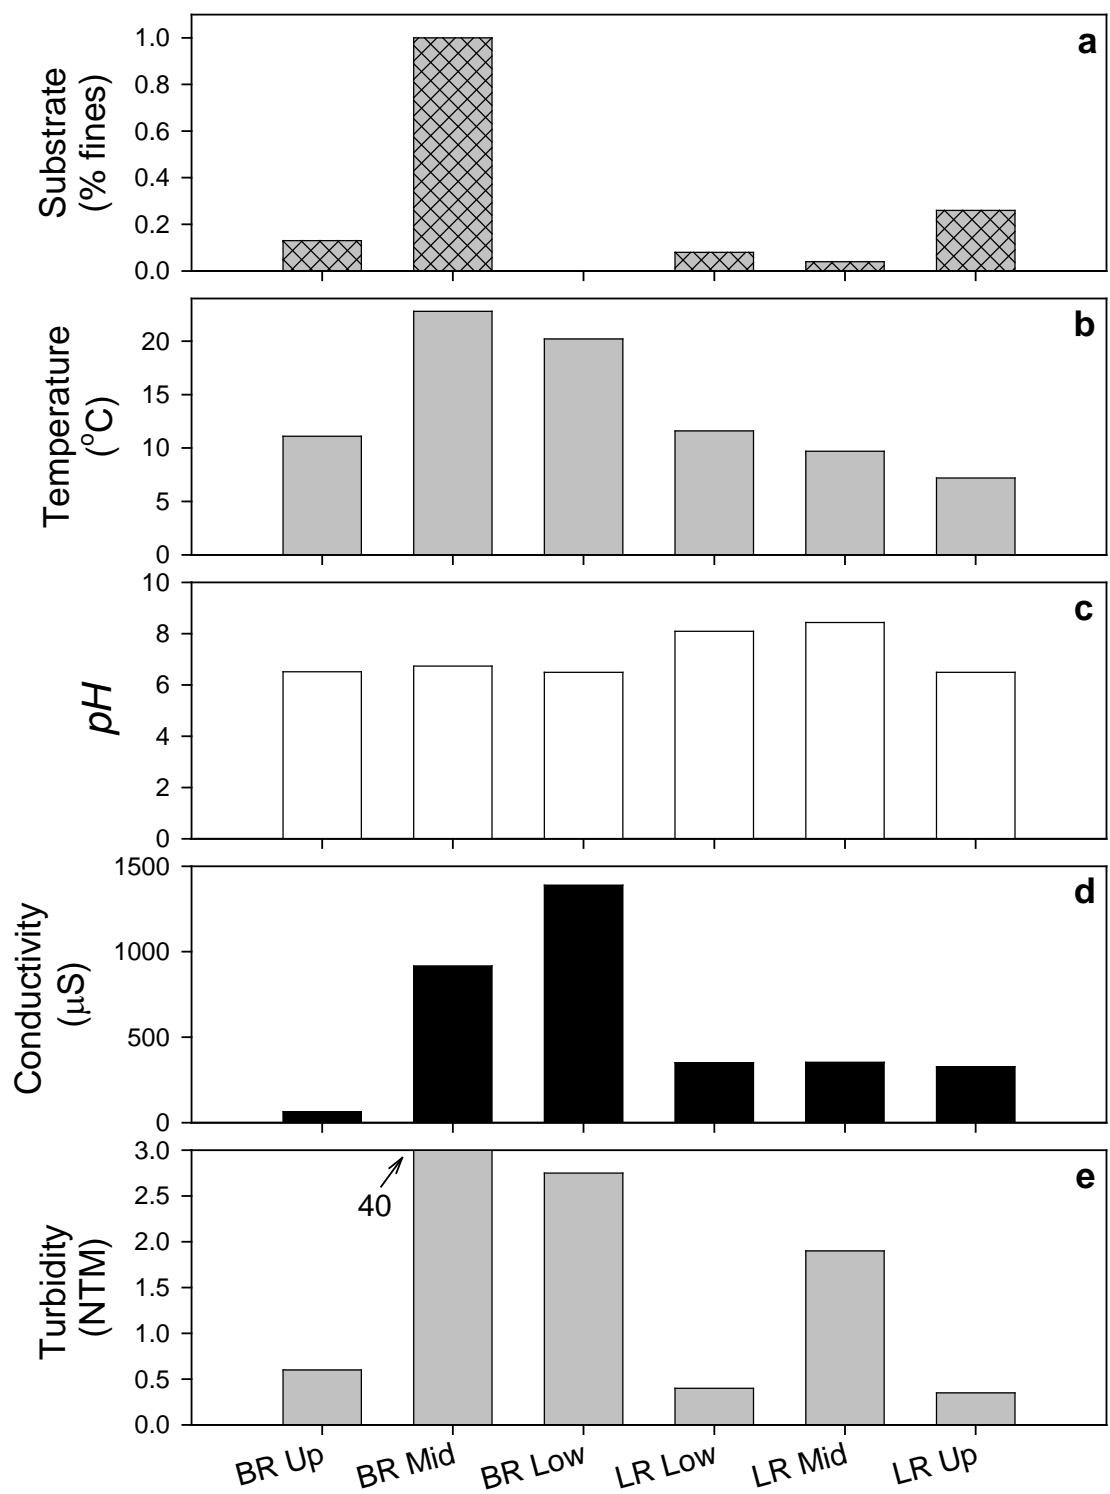 a
Substrate
(% fines)
1.0
0.8
0.6
0.4
0.2
0.0
b
Temperature
(°C)
20
15
10
5
0
c
pH
10
8
6
4
2
0
d
Conductivity
(μS)
1500
1000
500
0
e
Turbidity
(NTM)
3.0
2.5
2.0
1.5
1.0
0.5
0.0
40
BR Up BR Mid BR Low LR Low LR Mid LR Up